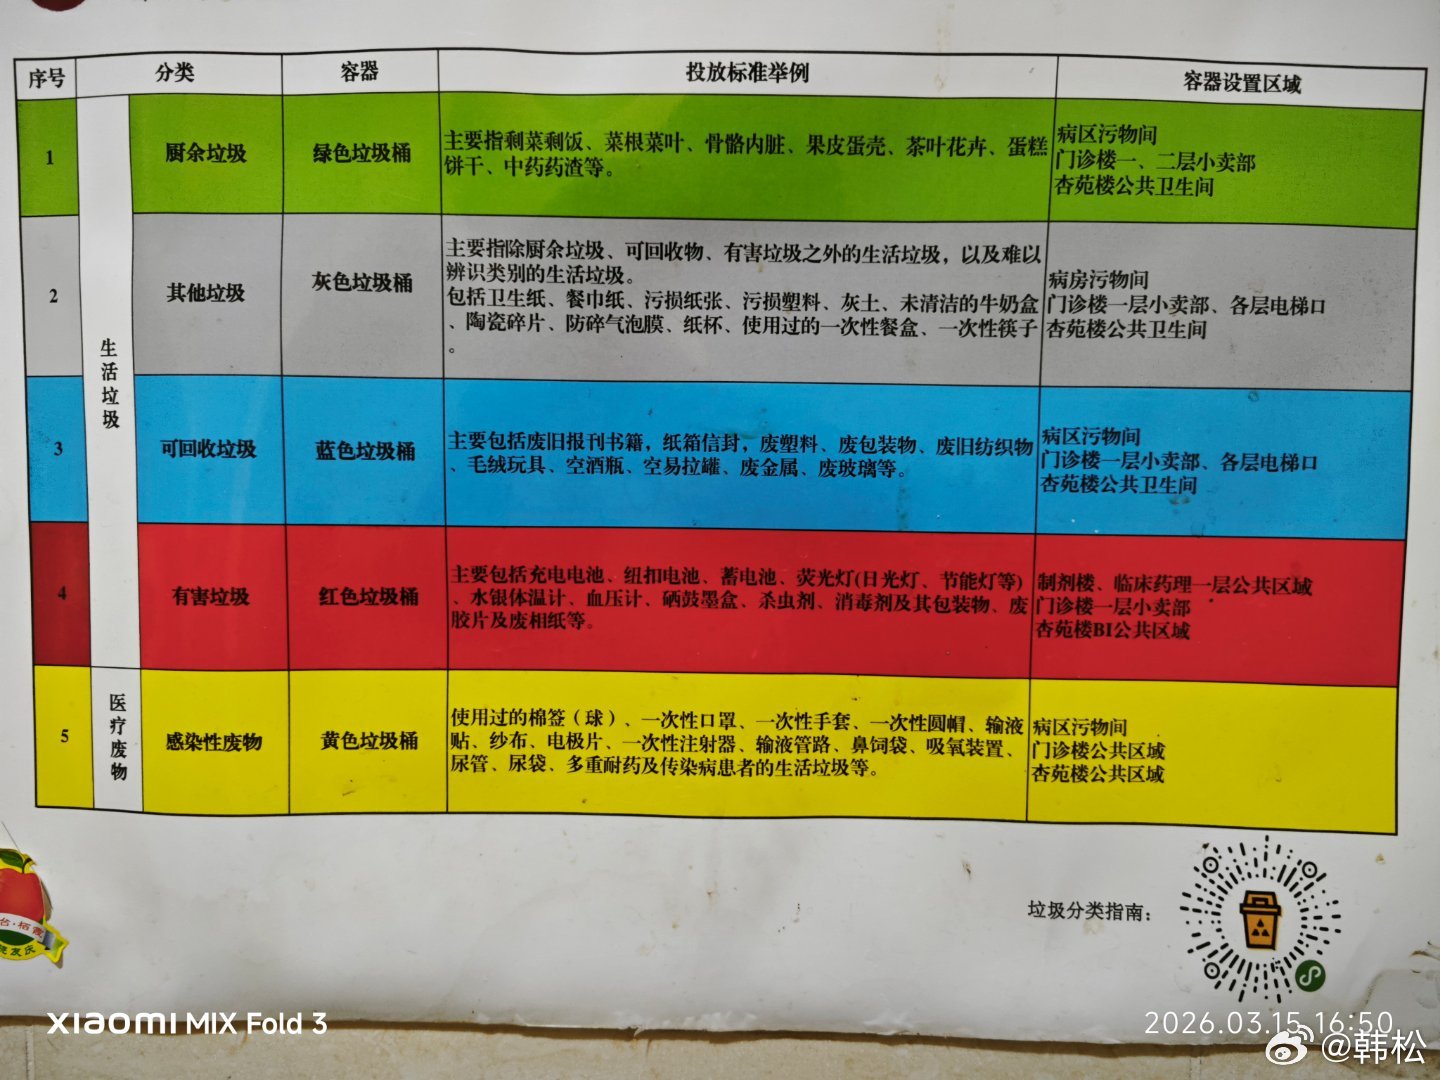 序号 分类 容器 投放标准举例 容器设置区域
生活垃圾
1 厨余垃圾 绿色垃圾桶
主要指剩菜剩饭、菜根菜叶、骨骼内脏、果皮蛋壳、茶叶花卉、蛋糕
饼干、中药药渣等。
病区污物间
门诊楼一、二层小卖部
杏苑楼公共卫生间
2 其他垃圾 灰色垃圾桶
主要指除厨余垃圾、可回收物、有害垃圾之外的生活垃圾，以及难以
辨识类别的生活垃圾。
包括卫生纸、餐巾纸、污损纸张、污损塑料、灰土、未清洁的牛奶盒
、陶瓷碎片、防碎气泡膜、纸杯、使用过的一次性餐盒、一次性筷子
。
病房污物间
门诊楼一层小卖部、各层电梯口
杏苑楼公共卫生间
3 可回收垃圾 蓝色垃圾桶
主要包括废旧报刊书籍，纸箱信封，废塑料、废包装物、废旧纺织物
、毛绒玩具、空酒瓶、空易拉罐、废金属、废玻璃等。
病区污物间
门诊楼一层小卖部、各层电梯口
杏苑楼公共卫生间
4 有害垃圾 红色垃圾桶
主要包括充电电池、纽扣电池、蓄电池、荧光灯(日光灯、节能灯等)
、水银体温计、血压计、硒鼓墨盒、杀虫剂、消毒剂及其包装物、废
胶片及废相纸等。
制剂楼、临床药理一层公共区域
门诊楼一层小卖部
杏苑楼BI公共区域
医疗废物
5 感染性废物 黄色垃圾桶
使用过的棉签（球）、一次性口罩、一次性手套、一次性圆帽、输液
贴、纱布、电极片、一次性注射器、输液管路、鼻饲袋、吸氧装置、
尿管、尿袋、多重耐药及传染病患者的生活垃圾等。
病区污物间
门诊楼公共区域
杏苑楼公共区域
垃圾分类指南：
台·栖霞
XIAOMI MIX Fold 3
2026.03.15 16:50
@韩松